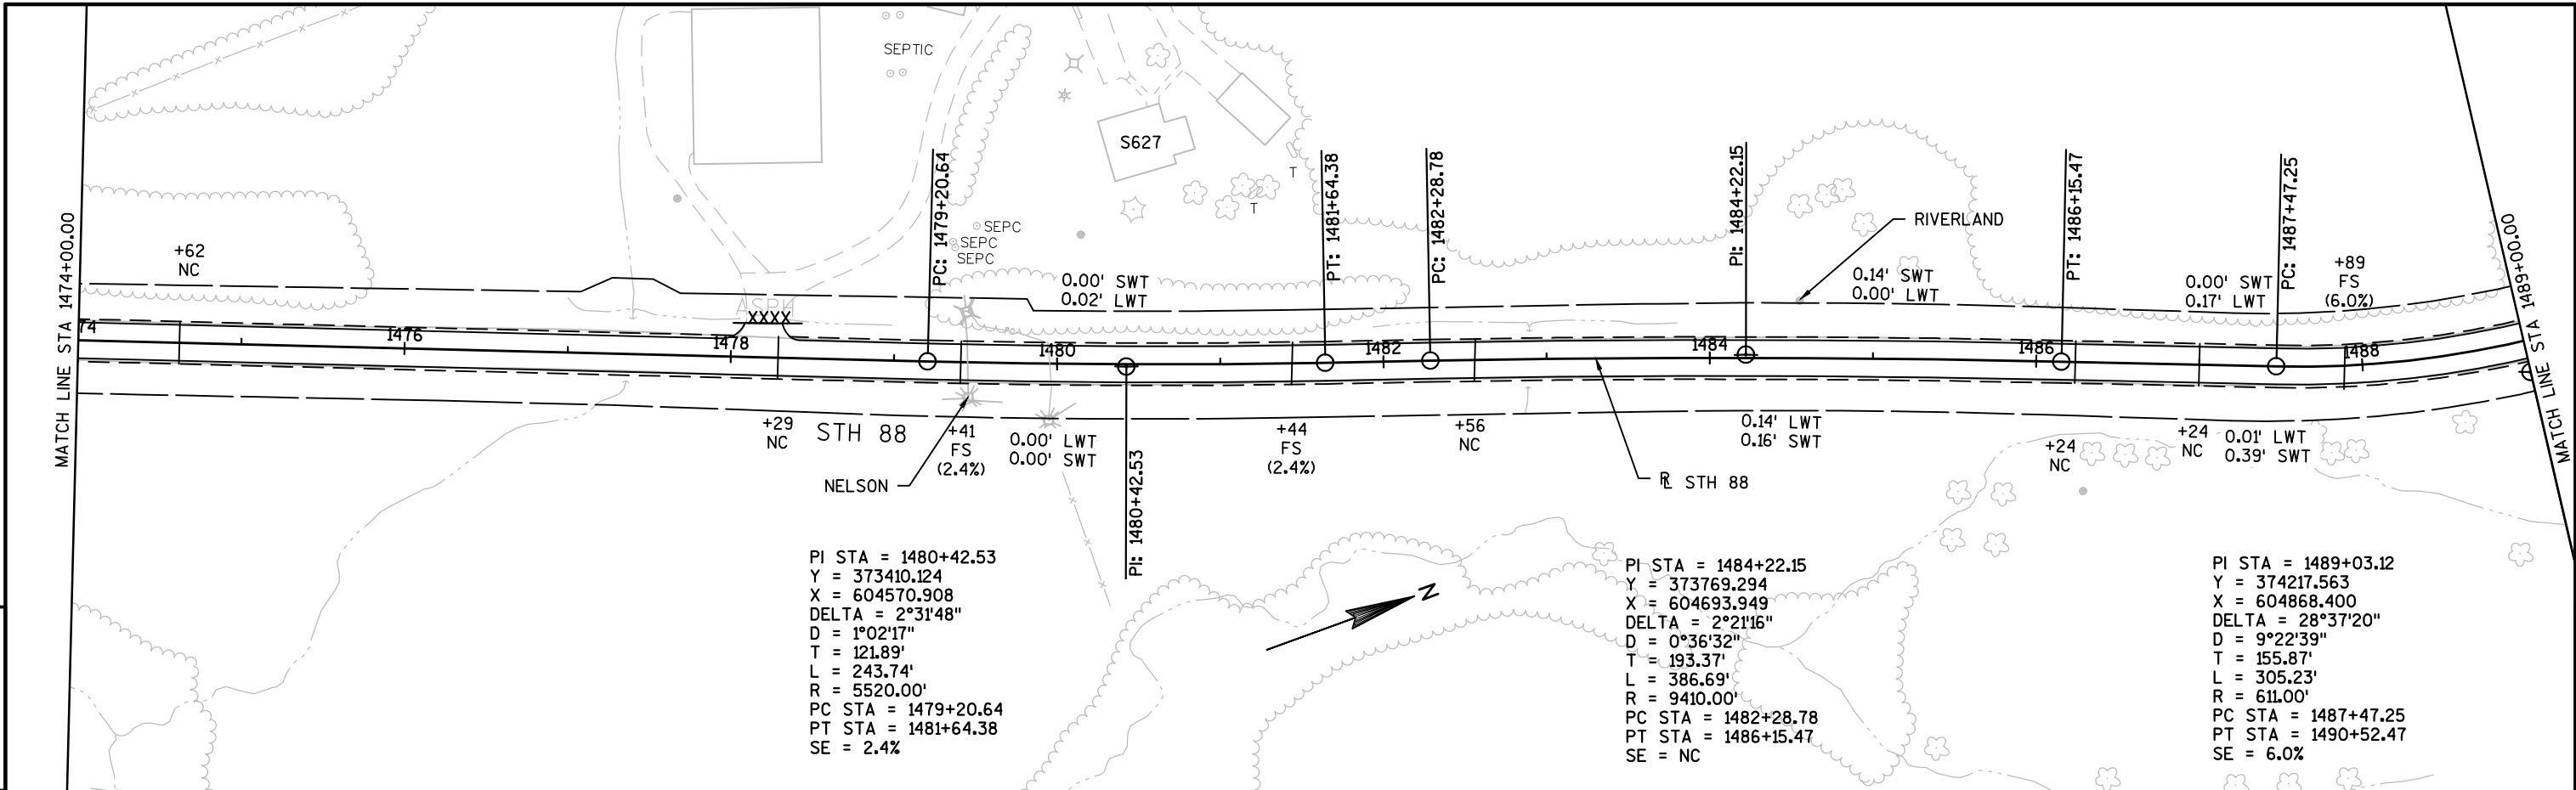 SEPTIC
S627
T
T
SEPC
SEPC
SEPC
RIVERLAND
MATCH LINE STA 1474+00.00
MATCH LINE STA 1489+00.00
+62
NC
PC: 1479+20.64
PT: 1481+64.38
PC: 1482+28.78
PI: 1484+22.15
PT: 1486+15.47
PC: 1487+47.25
0.00' SWT
0.02' LWT
0.14' SWT
0.00' LWT
0.00' SWT
0.17' LWT
+89
FS
(6.0%)
ASPH
XXXX
74
1476
1478
1480
1482
1484
1486
1488
+29
NC
STH 88
+41
FS
(2.4%)
0.00' LWT
0.00' SWT
NELSON
PI: 1480+42.53
+44
FS
(2.4%)
+56
NC
RL STH 88
0.14' LWT
0.16' SWT
+24
NC
+24
NC
0.01' LWT
0.39' SWT
N
PI STA = 1480+42.53
Y = 373410.124
X = 604570.908
DELTA = 2°31'48"
D = 1°02'17"
T = 121.89'
L = 243.74'
R = 5520.00'
PC STA = 1479+20.64
PT STA = 1481+64.38
SE = 2.4%
PI STA = 1484+22.15
Y = 373769.294
X = 604693.949
DELTA = 2°21'16"
D = 0°36'32"
T = 193.37'
L = 386.69'
R = 9410.00'
PC STA = 1482+28.78
PT STA = 1486+15.47
SE = NC
PI STA = 1489+03.12
Y = 374217.563
X = 604868.400
DELTA = 28°37'20"
D = 9°22'39"
T = 155.87'
L = 305.23'
R = 611.00'
PC STA = 1487+47.25
PT STA = 1490+52.47
SE = 6.0%